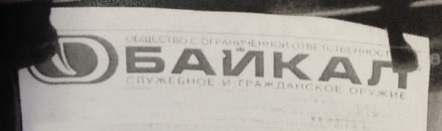 ОБЩЕСТВО С ОГРАНИЧЕННОЙ ОТВЕТСТВЕННОСТ
БАЙКАЛ
СЛУЖЕБНОЕ И ГРАЖДАНСКОЕ ОРУЖИЕ